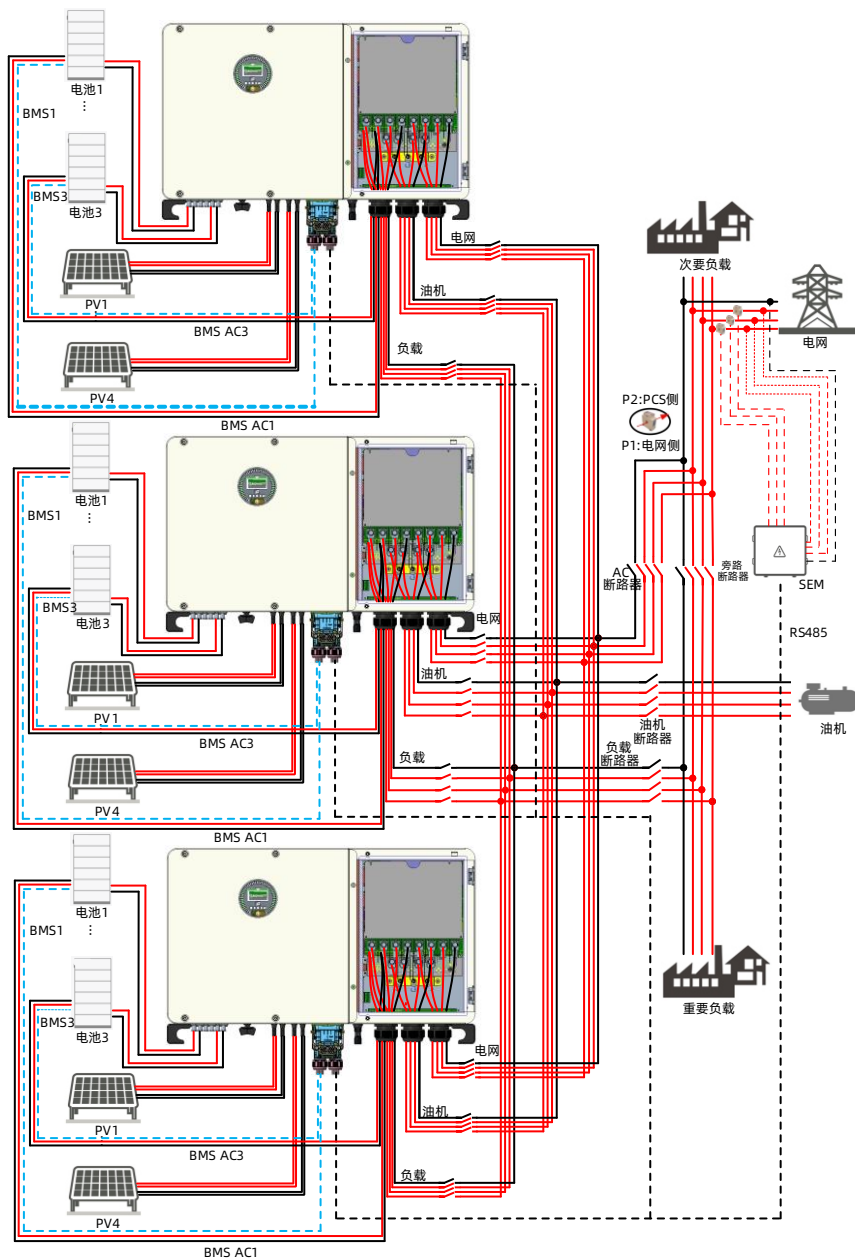 电池1
⋮
BMS1
BMS3
电池3
PV1
BMS AC3
PV4
BMS AC1
电网
油机
负载
次要负载
电网
P2:PCS侧
P1:电网侧
AC
断路器
旁路
断路器
SEM
RS485
电池1
⋮
BMS1
BMS3
电池3
PV1
BMS AC3
PV4
BMS AC1
电网
油机
负载
油机
断路器
负载
断路器
油机
电池1
⋮
BMS1
BMS3
电池3
PV1
BMS AC3
PV4
BMS AC1
电网
油机
负载
重要负载